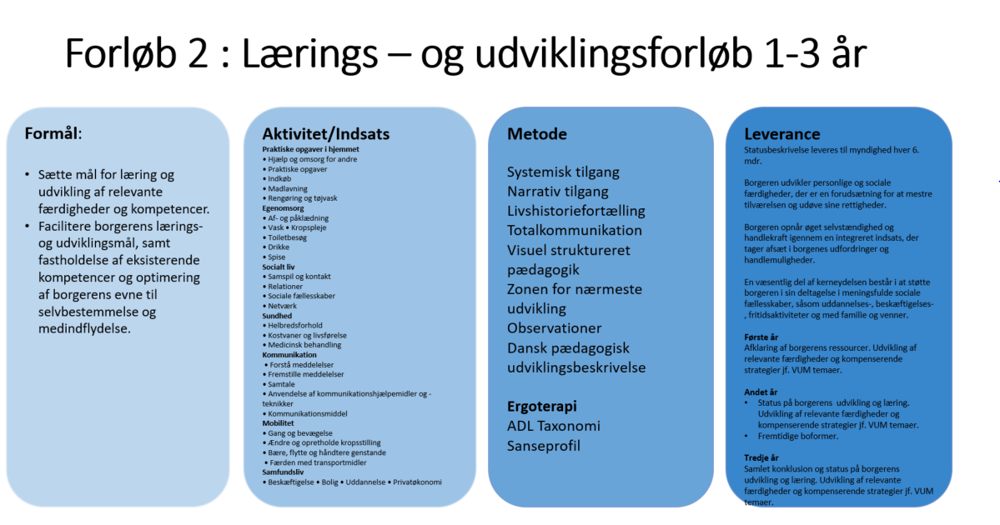 Forløb 2 : Lærings – og udviklingsforløb 1-3 år
Formål:
• Sætte mål for læring og
udvikling af relevante
færdigheder og kompetencer.
• Facilitere borgerens lærings-
og udviklingsmål, samt
fastholdelse af eksisterende
kompetencer og optimering
af borgerens evne til
selvbestemmelse og
medindflydelse.
Aktivitet/Indsats
Praktiske opgaver i hjemmet
• Hjælp og omsorg for andre
• Praktiske opgaver
• Indkøb
• Madlavning
• Rengøring og tøjvask
Egenomsorg
• Af- og påklædning
• Vask • Kropspleje
• Toiletbesøg
• Drikke
• Spise
Socialt liv
• Samspil og kontakt
• Relationer
• Sociale fællesskaber
• Netværk
Sundhed
• Helbredsforhold
• Kostvaner og livsførelse
• Medicinsk behandling
Kommunikation
• Forstå meddelelser
• Fremstille meddelelser
• Samtale
• Anvendelse af kommunikationshjælpemidler og -
teknikker
• Kommunikationsmiddel
Mobilitet
• Gang og bevægelse
• Ændre og opretholde kropsstilling
• Bære, flytte og håndtere genstande
• Færden med transportmidler
Samfundsliv
• Beskæftigelse • Bolig • Uddannelse • Privatøkonomi
Metode
Systemisk tilgang
Narrativ tilgang
Livshistoriefortælling
Totalkommunikation
Visuel struktureret
pædagogik
Zonen for nærmeste
udvikling
Observationer
Dansk pædagogisk
udviklingsbeskrivelse
Ergoterapi
ADL Taxonomi
Sanseprofil
Leverance
Statusbeskrivelse leveres til myndighed hver 6.
mdr.
Borgeren udvikler personlige og sociale
færdigheder, der er en forudsætning for at mestre
tilværelsen og udøve sine rettigheder.
Borgeren opnår øget selvstændighed og
handlekraft igennem en integreret indsats, der
tager afsæt i borgenes udfordringer og
handlemuligheder.
En væsentlig del af kerneydelsen består i at støtte
borgeren i sin deltagelse i meningsfulde sociale
fællesskaber, såsom uddannelses-, beskæftigelses-
, fritidsaktiviteter og med familie og venner.
Første år
Afklaring af borgerens ressourcer. Udvikling af
relevante færdigheder og kompenserende
strategier jf. VUM temaer.
Andet år
• Status på borgerens udvikling og læring.
Udvikling af relevante færdigheder og
kompenserende strategier jf. VUM temaer.
• Fremtidige boformer.
Tredje år
Samlet konklusion og status på borgerens
udvikling og læring. Udvikling af relevante
færdigheder og kompenserende strategier jf. VUM
temaer.